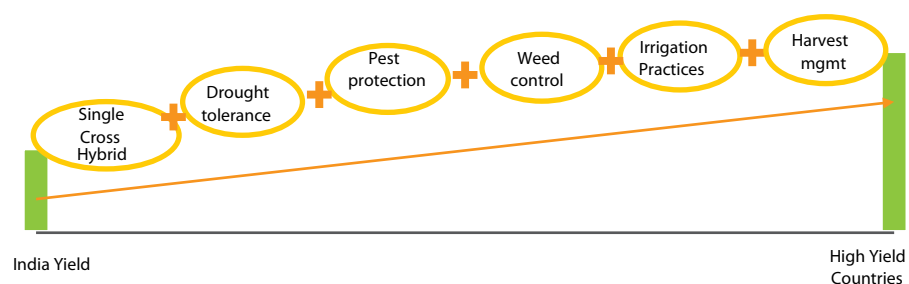 Single
Cross
Hybrid
Drought
tolerance
Pest
protection
Weed
control
Irrigation
Practices
Harvest
mgmt
India Yield
High Yield
Countries